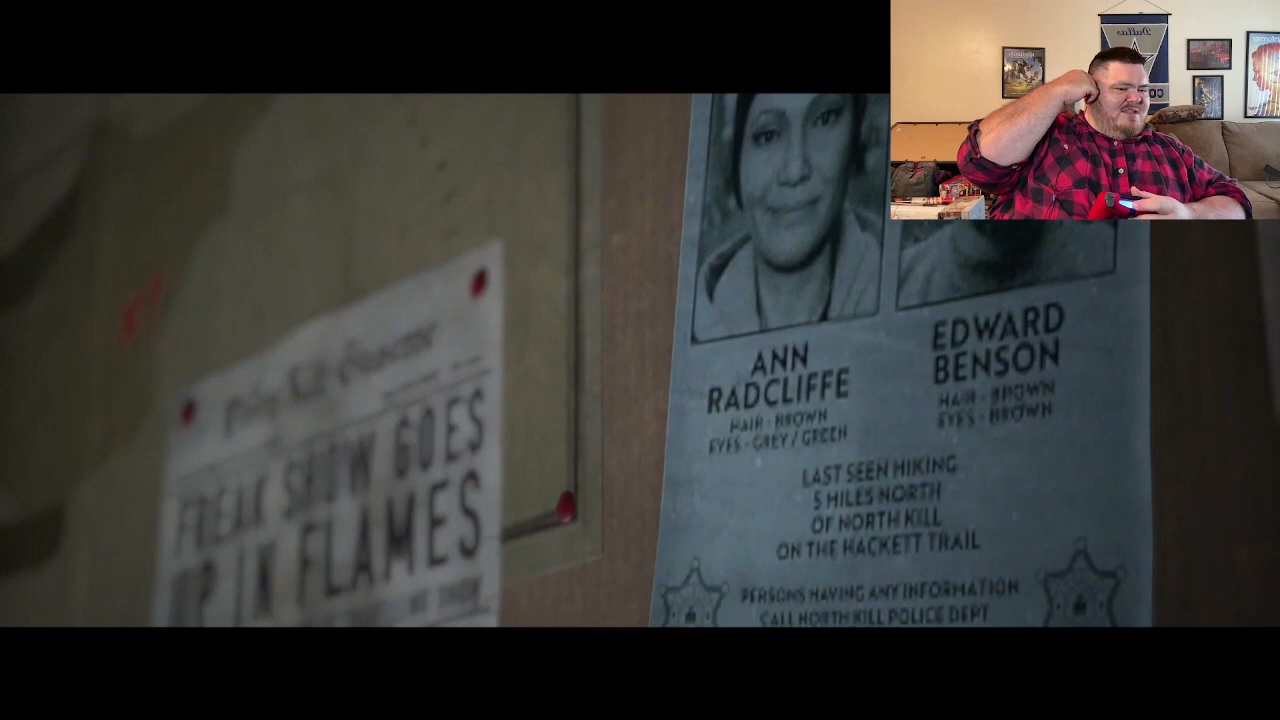 Dallas
ANN
RADCLIFFE
HAIR - BROWN
EYES - GREY / GREEN
EDWARD
BENSON
HAIR - BROWN
EYES - BROWN
LAST SEEN HIKING
5 MILES NORTH
OF NORTH KILL
ON THE HACKETT TRAIL
PERSONS HAVING ANY INFORMATION
CALL NORTH KILL POLICE DEPT
FREAK SHOW GOES
UP IN FLAMES